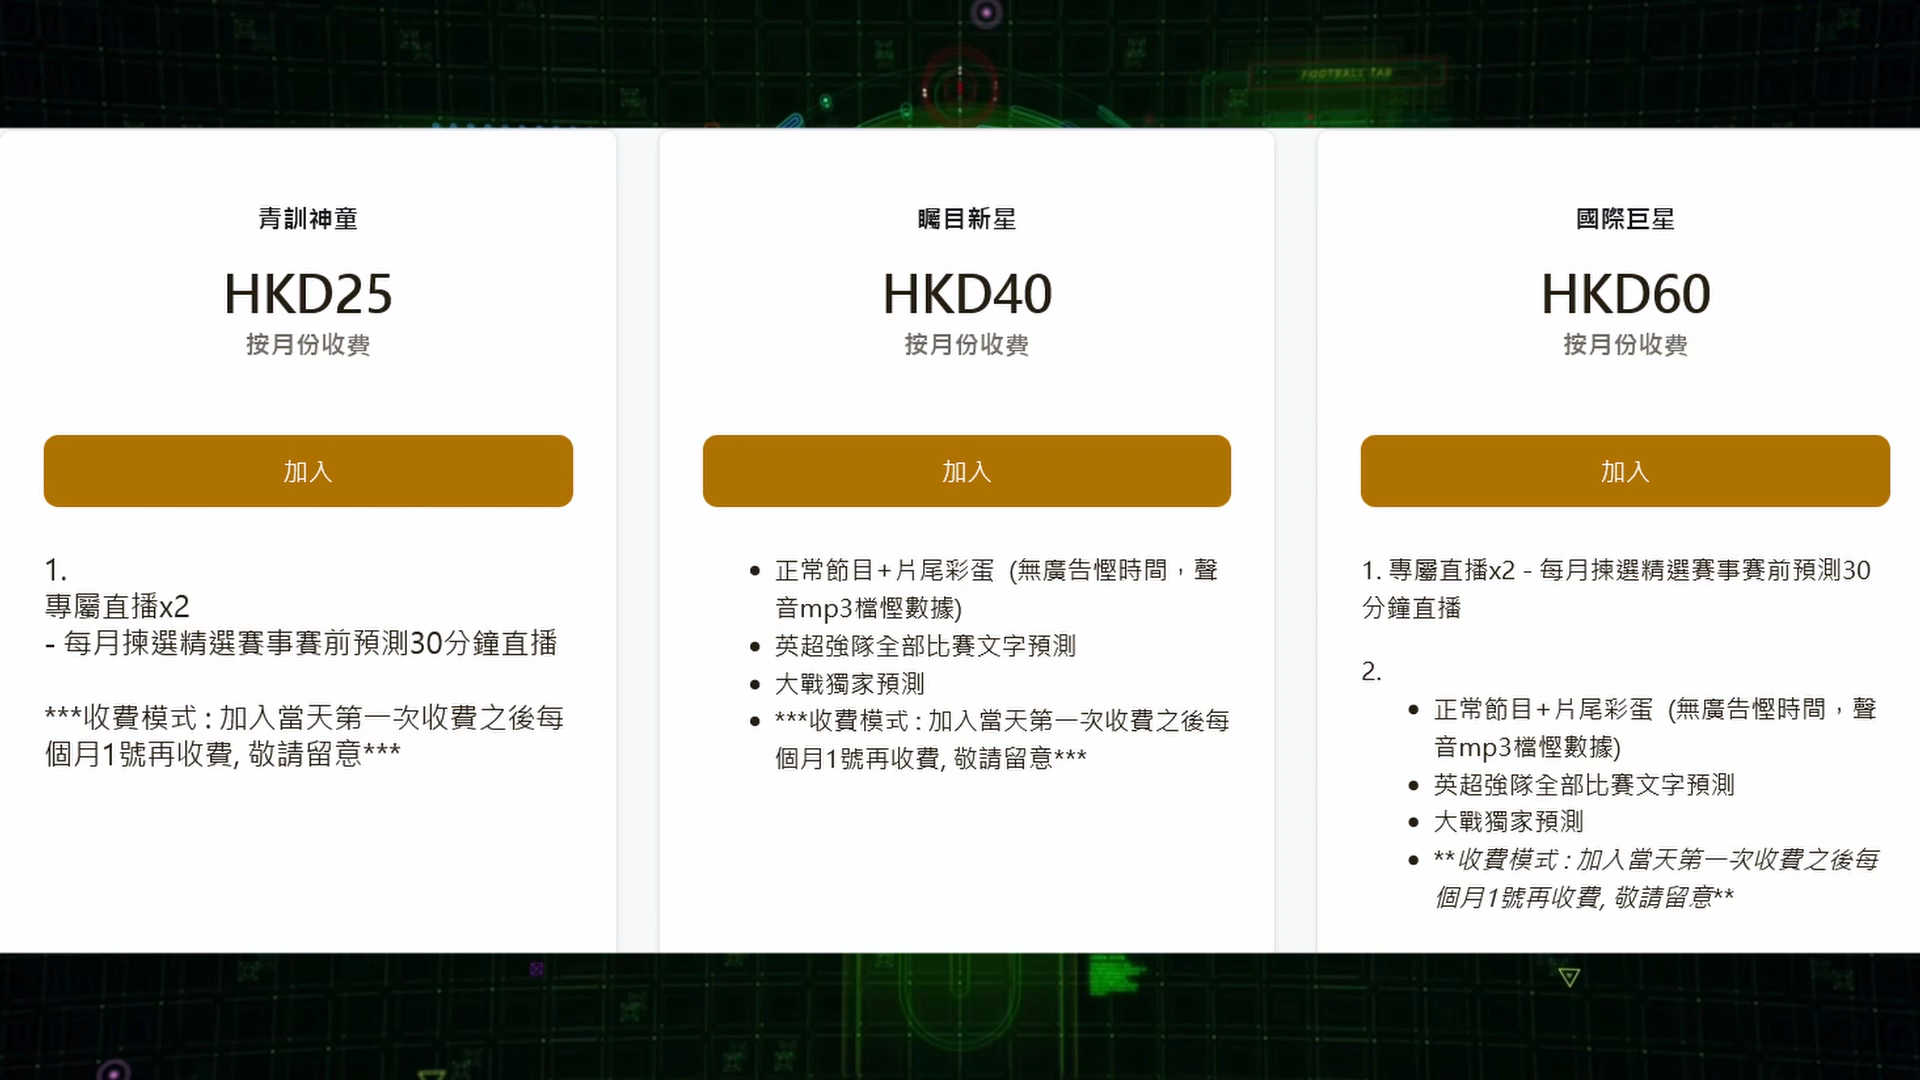 FOOTBALL TAB
青訓神童
HKD25
按月份收費
加入
1.
專屬直播x2
- 每月揀選精選賽事賽前預測30分鐘直播
***收費模式 : 加入當天第一次收費之後每
個月1號再收費, 敬請留意***
矚目新星
HKD40
按月份收費
加入
• 正常節目+片尾彩蛋 (無廣告慳時間，聲
音mp3檔慳數據)
• 英超強隊全部比賽文字預測
• 大戰獨家預測
• ***收費模式 : 加入當天第一次收費之後每
個月1號再收費, 敬請留意***
國際巨星
HKD60
按月份收費
加入
1. 專屬直播x2 - 每月揀選精選賽事賽前預測30
分鐘直播
2.
• 正常節目+片尾彩蛋 (無廣告慳時間，聲
音mp3檔慳數據)
• 英超強隊全部比賽文字預測
• 大戰獨家預測
• **收費模式 : 加入當天第一次收費之後每
個月1號再收費, 敬請留意**